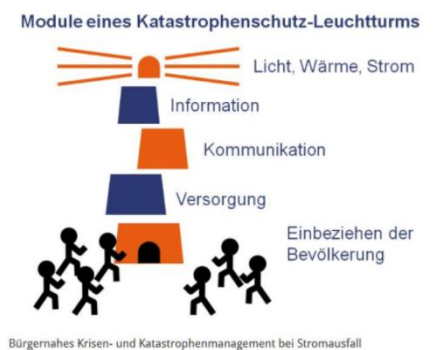 Module eines Katastrophenschutz-Leuchtturms
Licht, Wärme, Strom
Information
Kommunikation
Versorgung
Einbeziehen der
Bevölkerung
Bürgernahes Krisen- und Katastrophenmanagement bei Stromausfall